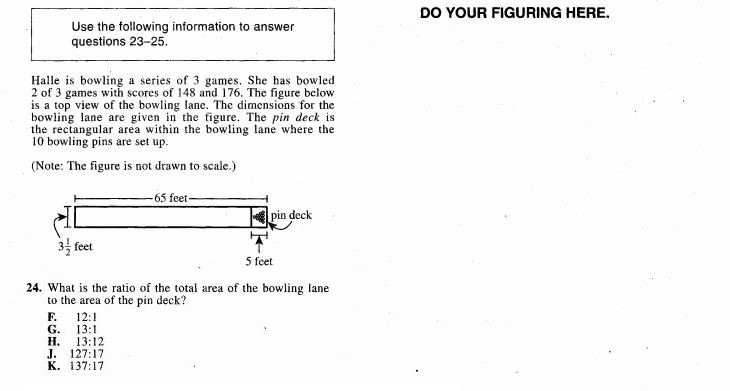 Use the following information to answer
questions 23–25.
DO YOUR FIGURING HERE.
Halle is bowling a series of 3 games. She has bowled
2 of 3 games with scores of 148 and 176. The figure below
is a top view of the bowling lane. The dimensions for the
bowling lane are given in the figure. The pin deck is
the rectangular area within the bowling lane where the
10 bowling pins are set up.
(Note: The figure is not drawn to scale.)
65 feet
pin deck
3 1/2 feet
5 feet
24. What is the ratio of the total area of the bowling lane
to the area of the pin deck?
F. 12:1
G. 13:1
H. 13:12
J. 127:17
K. 137:17